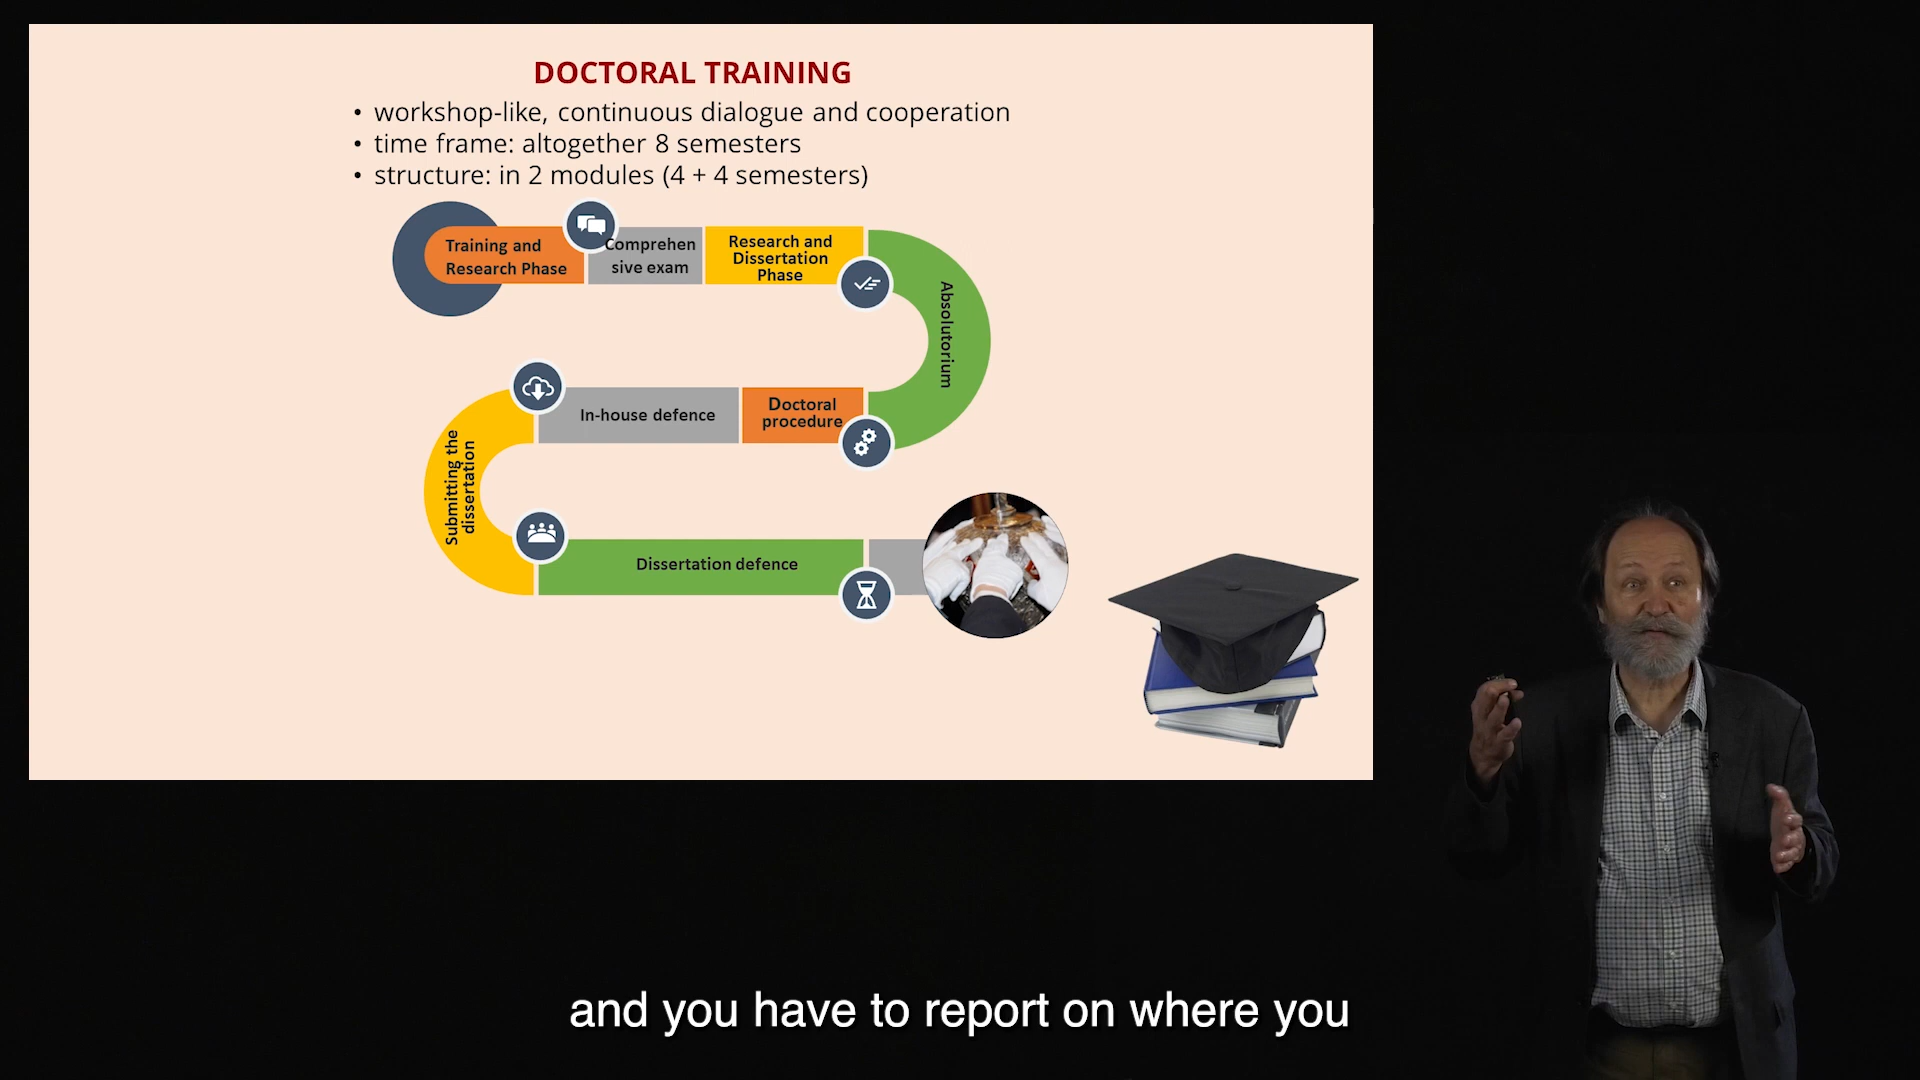 DOCTORAL TRAINING
• workshop-like, continuous dialogue and cooperation
• time frame: altogether 8 semesters
• structure: in 2 modules (4 + 4 semesters)
Training and
Research Phase
Comprehen
sive exam
Research and
Dissertation
Phase
Absolutorium
Doctoral
procedure
In-house defence
Submitting the
dissertation
Dissertation defence
and you have to report on where you